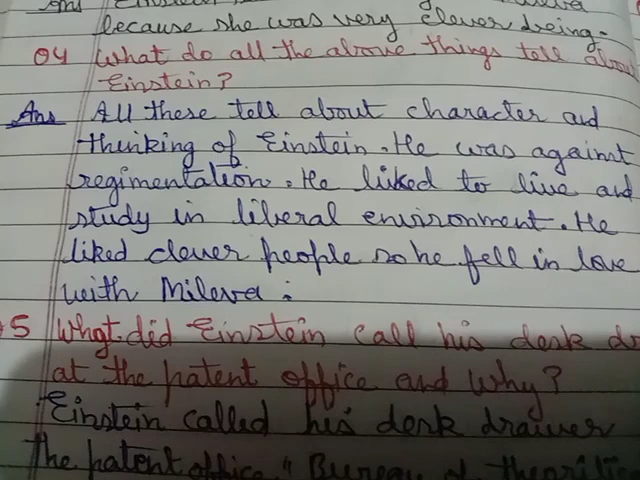 Ans Einstein
because she was very clever being.
Q4 What do all the above things tell about
Einstein?
Ans All these tell about character and
thinking of Einstein. He was against
regimentation. He liked to live and
study in liberal environment. He
liked clever people so he fell in love
with Mileva.
5 What did Einstein call his desk
at the patent office and why?
Einstein called his desk drawer
the patent office "Bureau of